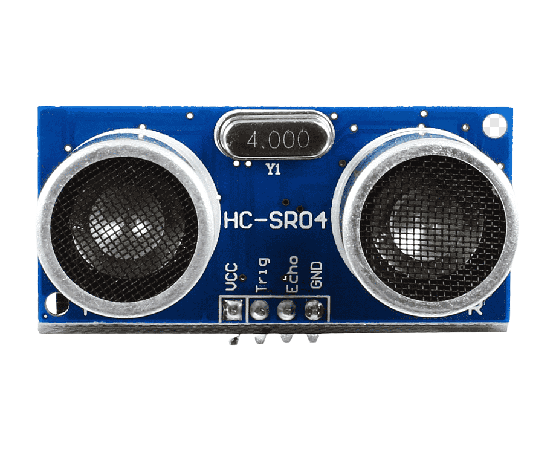 4.000
Y1
HC-SR04
VCC
Trig
Echo
GND
R